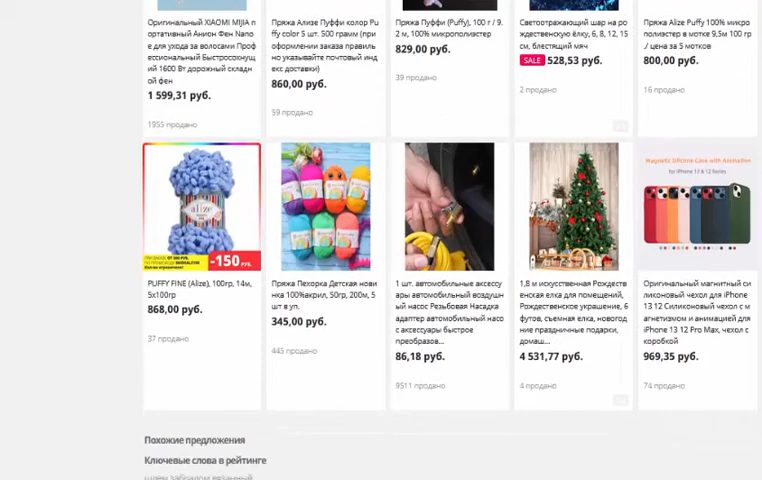 Оригинальный XIAOMI MIJIA п
ортативный Анион Фен Nano
e для ухода за волосами Проф
ессиональный Быстросохнущ
ий 1600 Вт дорожный складн
ой фен
1 599,31 руб.
1955 продано
Пряжа Ализе Пуффи колор Pu
ffy color 5 шт. 500 грамм (при
оформлении заказа правиль
но указывайте почтовый инд
екс доставки)
860,00 руб.
59 продано
Пряжа Пуффи (Puffy), 100 г / 9.
2 м, 100% микрополиэстер
829,00 руб.
39 продано
Светоотражающий шар на ро
ждественскую ёлку, 6, 8, 12, 15
см, блестящий мяч
SALE 528,53 руб.
2 продано
Пряжа Alize Puffy 100% микро
полиэстер в мотке 9,5м 100 гр
./ цена за 5 мотков
800,00 руб.
16 продано
alize
-150 РУБ.
PUFFY FINE (Alize), 100гр, 14м,
5х100гр
868,00 руб.
37 продано
Пряжа Пехорка Детская нови
нка 100%акрил, 50гр, 200м, 5
шт в уп.
345,00 руб.
445 продано
1 шт. автомобильные аксессу
ары автомобильный воздушн
ый насос Резьбовая Насадка
адаптер автомобильный насо
с аксессуары быстрое
преобразов...
86,18 руб.
9511 продано
1,8 м искусственная Рождеств
енская елка для помещений,
Рождественское украшение, 6
футов, съемная елка, новогод
ние праздничные подарки,
домаш...
4 531,77 руб.
4 продано
Magnetic Silicone Case with Animation
for iPhone 13 & 12 Series
Оригинальный магнитный си
ликоновый чехол для iPhone
13 12 Силиконовый чехол с м
агнетизмом и анимацией для
iPhone 13 12 Pro Max, чехол с
коробкой
969,35 руб.
74 продано
Похожие предложения
Ключевые слова в рейтинге